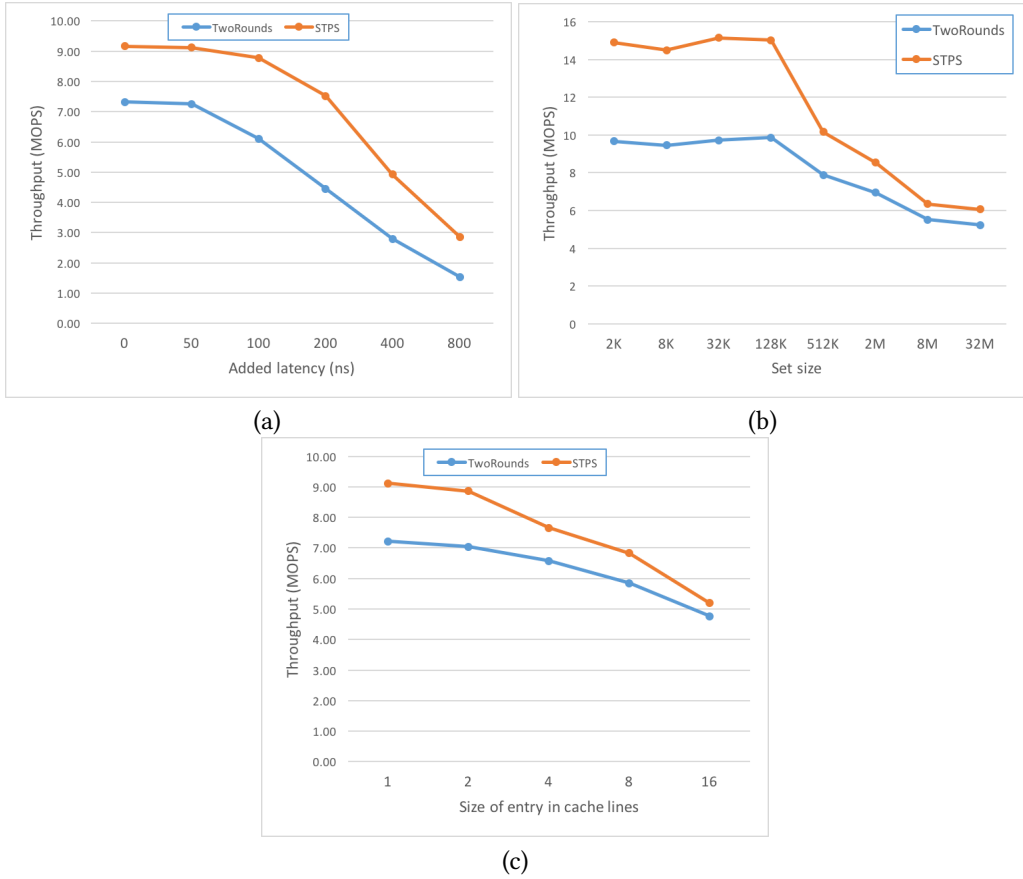 TwoRounds STPS
10.00
9.00
8.00
7.00
6.00
5.00
4.00
3.00
2.00
1.00
0.00
Throughput (MOPS)
0 50 100 200 400 800
Added latency (ns)
(a)
TwoRounds
STPS
16
14
12
10
8
6
4
2
0
Throughput (MOPS)
2K 8K 32K 128K 512K 2M 8M 32M
Set size
(b)
TwoRounds STPS
10.00
9.00
8.00
7.00
6.00
5.00
4.00
3.00
2.00
1.00
0.00
Throughput (MOPS)
1 2 4 8 16
Size of entry in cache lines
(c)